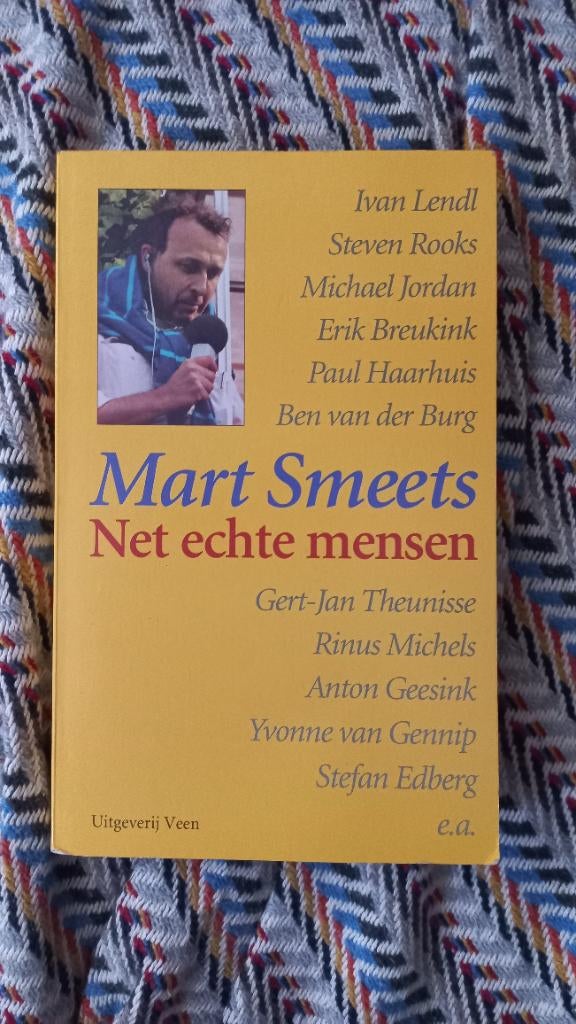 Ivan Lendl
Steven Rooks
Michael Jordan
Erik Breukink
Paul Haarhuis
Ben van der Burg
Mart Smeets
Net echte mensen
Gert-Jan Theunisse
Rinus Michels
Anton Geesink
Yvonne van Gennip
Stefan Edberg
Uitgeverij Veen
e.a.